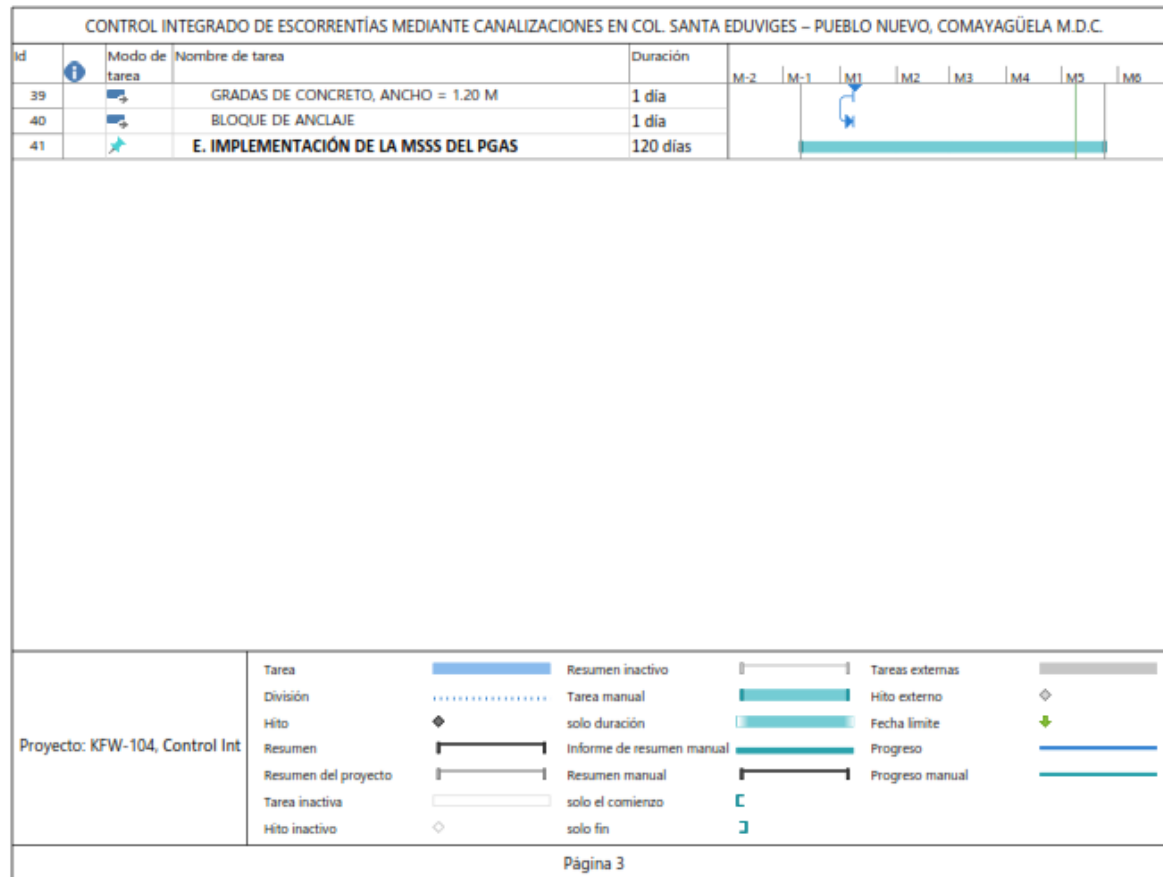 CONTROL INTEGRADO DE ESCORRENTÍAS MEDIANTE CANALIZACIONES EN COL. SANTA EDUVIGES – PUEBLO NUEVO, COMAYAGÜELA M.D.C.
Id Modo de tarea Nombre de tarea Duración M-2 M-1 M1 M2 M3 M4 M5 M6
39 GRADAS DE CONCRETO, ANCHO = 1.20 M 1 día
40 BLOQUE DE ANCLAJE 1 día
41 E. IMPLEMENTACIÓN DE LA MSSS DEL PGAS 120 días
Proyecto: KFW-104, Control Int
Tarea Resumen inactivo Tareas externas
División Tarea manual Hito externo
Hito solo duración Fecha límite
Resumen Informe de resumen manual Progreso
Resumen del proyecto Resumen manual Progreso manual
Tarea inactiva solo el comienzo
Hito inactivo solo fin
Página 3